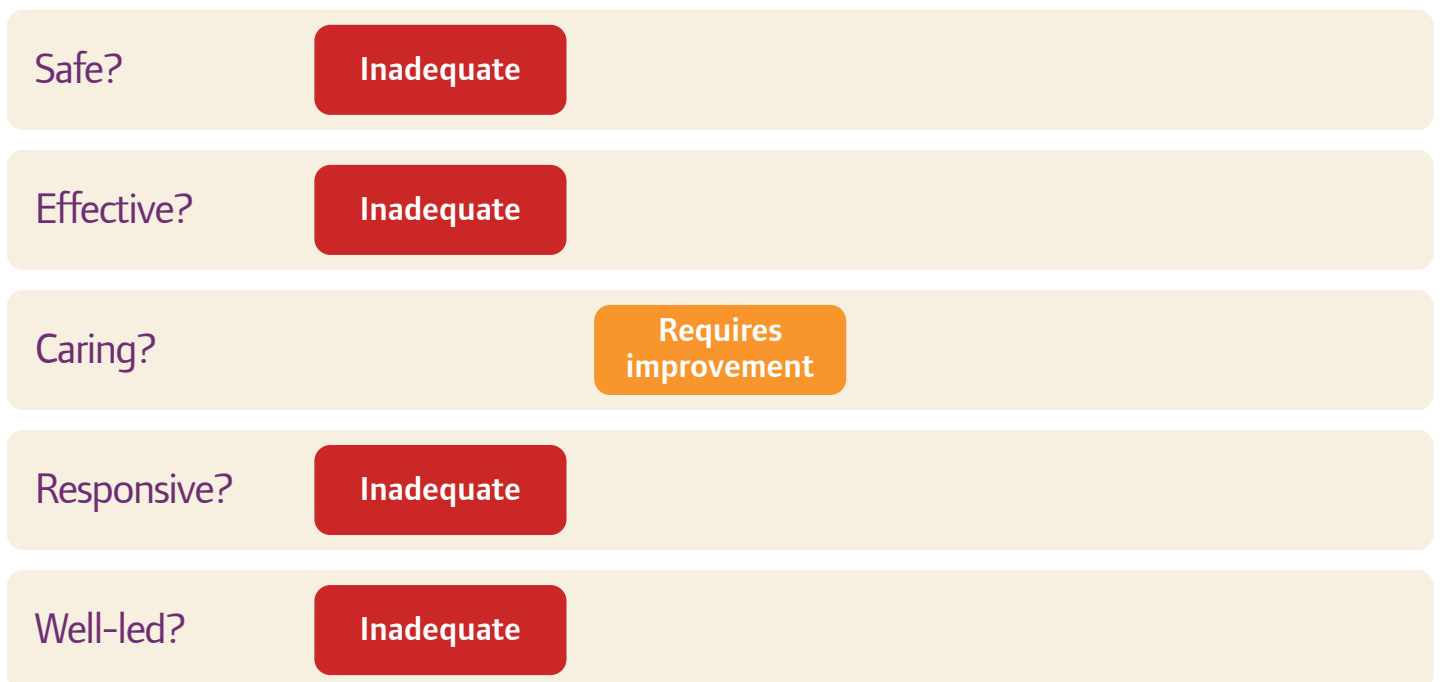 Safe?
Inadequate
Effective?
Inadequate
Caring?
Requires
improvement
Responsive?
Inadequate
Well-led?
Inadequate